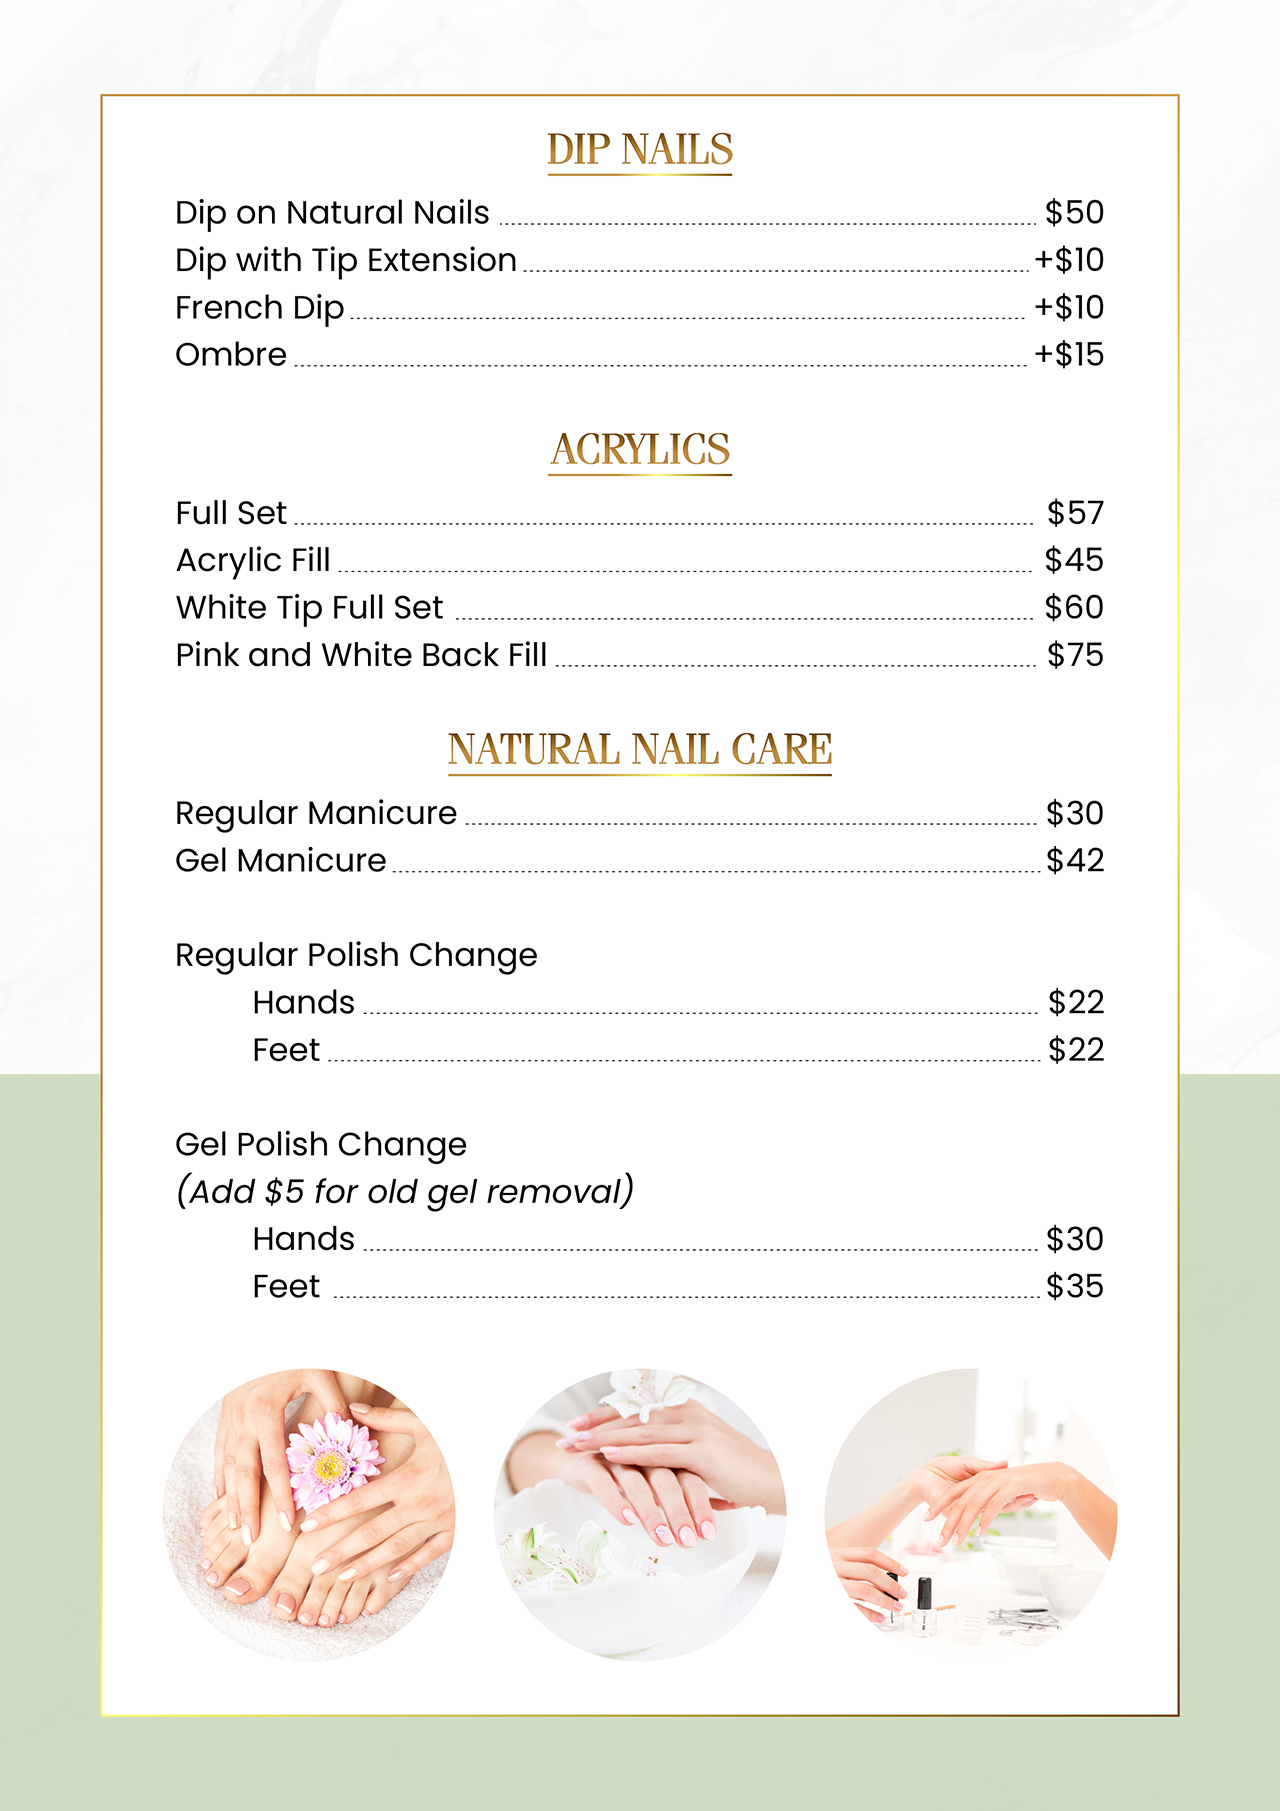 DIP NAILS
Dip on Natural Nails $50
Dip with Tip Extension +$10
French Dip +$10
Ombre +$15
ACRYLICS
Full Set $57
Acrylic Fill $45
White Tip Full Set $60
Pink and White Back Fill $75
NATURAL NAIL CARE
Regular Manicure $30
Gel Manicure $42
Regular Polish Change
Hands $22
Feet $22
Gel Polish Change
(Add $5 for old gel removal)
Hands $30
Feet $35